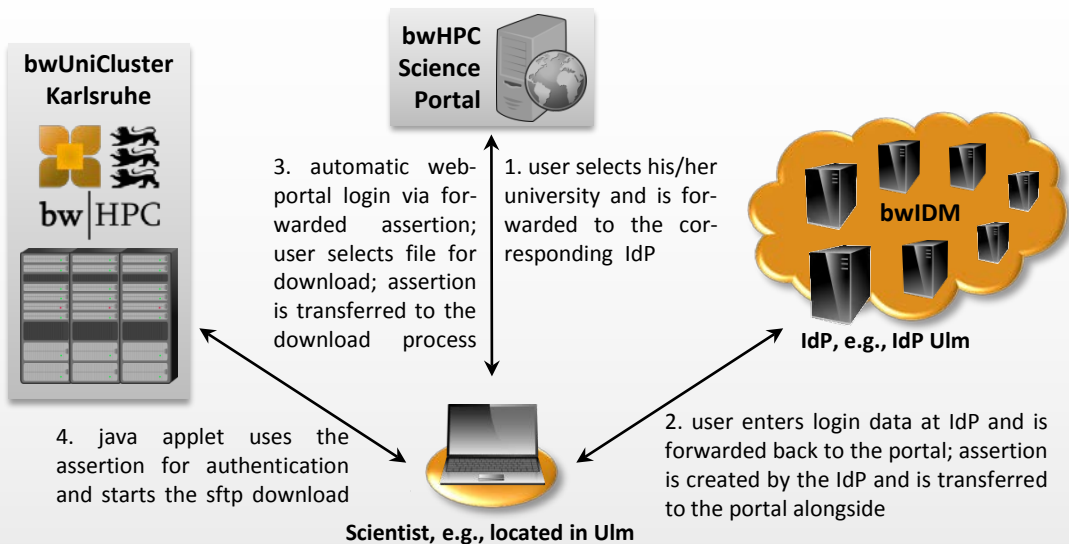 bwUniCluster
Karlsruhe
bw|HPC
bwHPC
Science
Portal
3. automatic web-
portal login via for-
warded assertion;
user selects file for
download; assertion
is transferred to the
download process
1. user selects his/her
university and is for-
warded to the cor-
responding IdP
bwIDM
IdP, e.g., IdP Ulm
4. java applet uses the
assertion for authentication
and starts the sftp download
2. user enters login data at IdP and is
forwarded back to the portal; assertion
is created by the IdP and is transferred
to the portal alongside
Scientist, e.g., located in Ulm